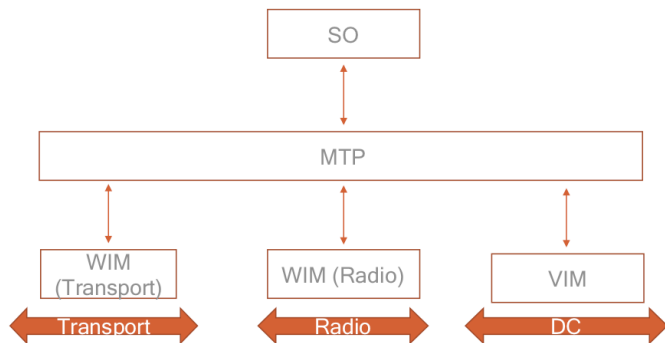 SO
MTP
WIM
(Transport)
WIM (Radio)
VIM
Transport
Radio
DC